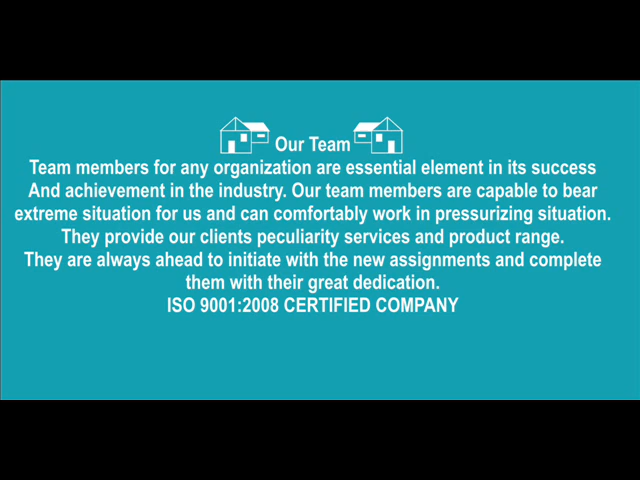 Our Team
Team members for any organization are essential element in its success
And achievement in the industry. Our team members are capable to bear
extreme situation for us and can comfortably work in pressurizing situation.
They provide our clients peculiarity services and product range.
They are always ahead to initiate with the new assignments and complete
them with their great dedication.
ISO 9001:2008 CERTIFIED COMPANY